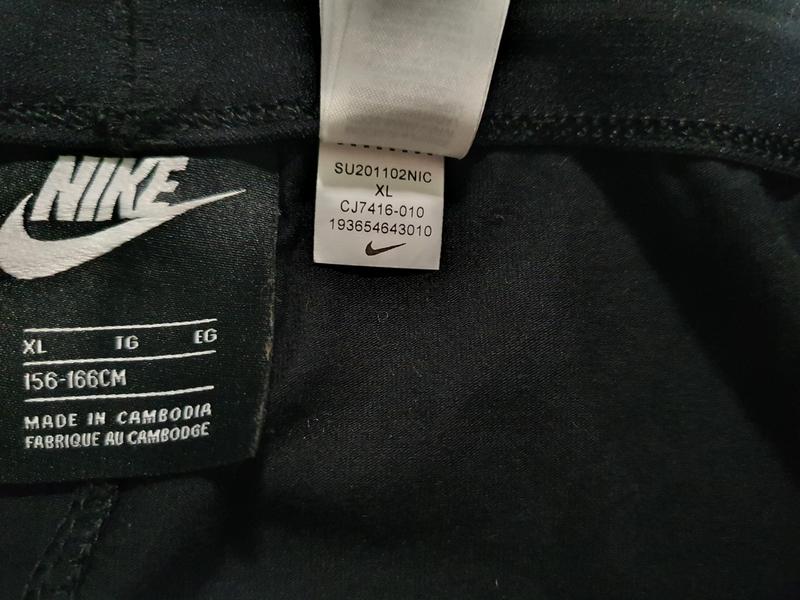 NIKE
XL TG EG
156-166CM
MADE IN CAMBODIA
FABRIQUE AU CAMBODGE
SU201102NIC
XL
CJ7416-010
193654643010